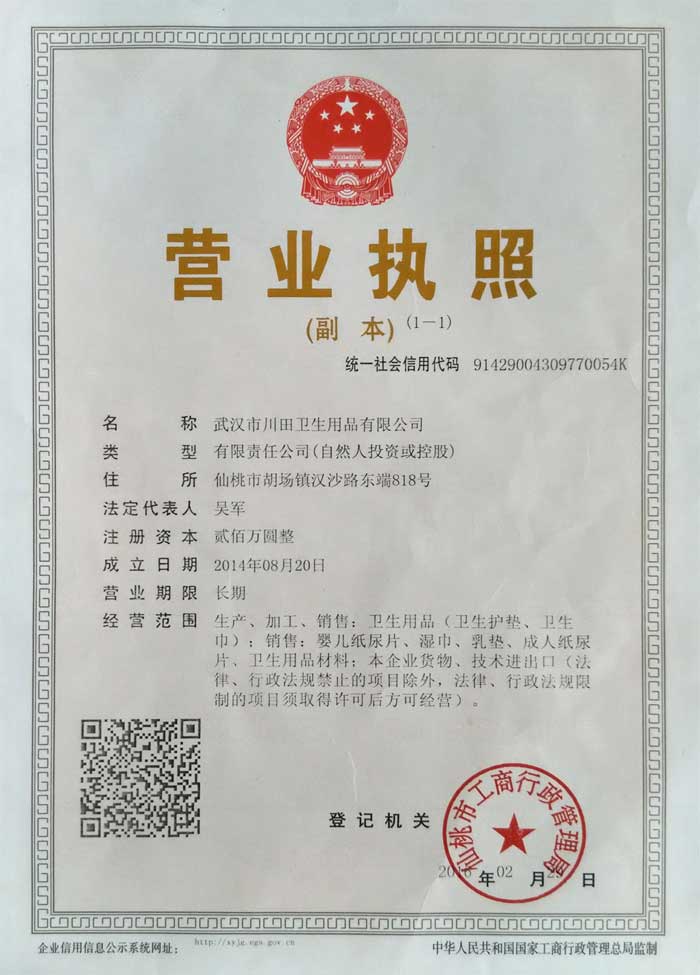 营业执照
(副 本) (1-1)
统一社会信用代码 91429004309770054K
名 称 武汉市川田卫生用品有限公司
类 型 有限责任公司(自然人投资或控股)
住 所 仙桃市胡场镇汉沙路东端818号
法定代表人 吴军
注册资本 贰佰万圆整
成立日期 2014年08月20日
营业期限 长期
经营范围 生产、加工、销售：卫生用品（卫生护垫、卫生
巾）；销售：婴儿纸尿片、湿巾、乳垫、成人纸尿
片、卫生用品材料；本企业货物、技术进出口（法
律、行政法规禁止的项目除外，法律、行政法规限
制的项目须取得许可后方可经营）。
登记机关
仙桃市工商行政管理局
2016 年 02 月 日
企业信用信息公示系统网址： http://xyjg.egs.gov.cn
中华人民共和国国家工商行政管理总局监制